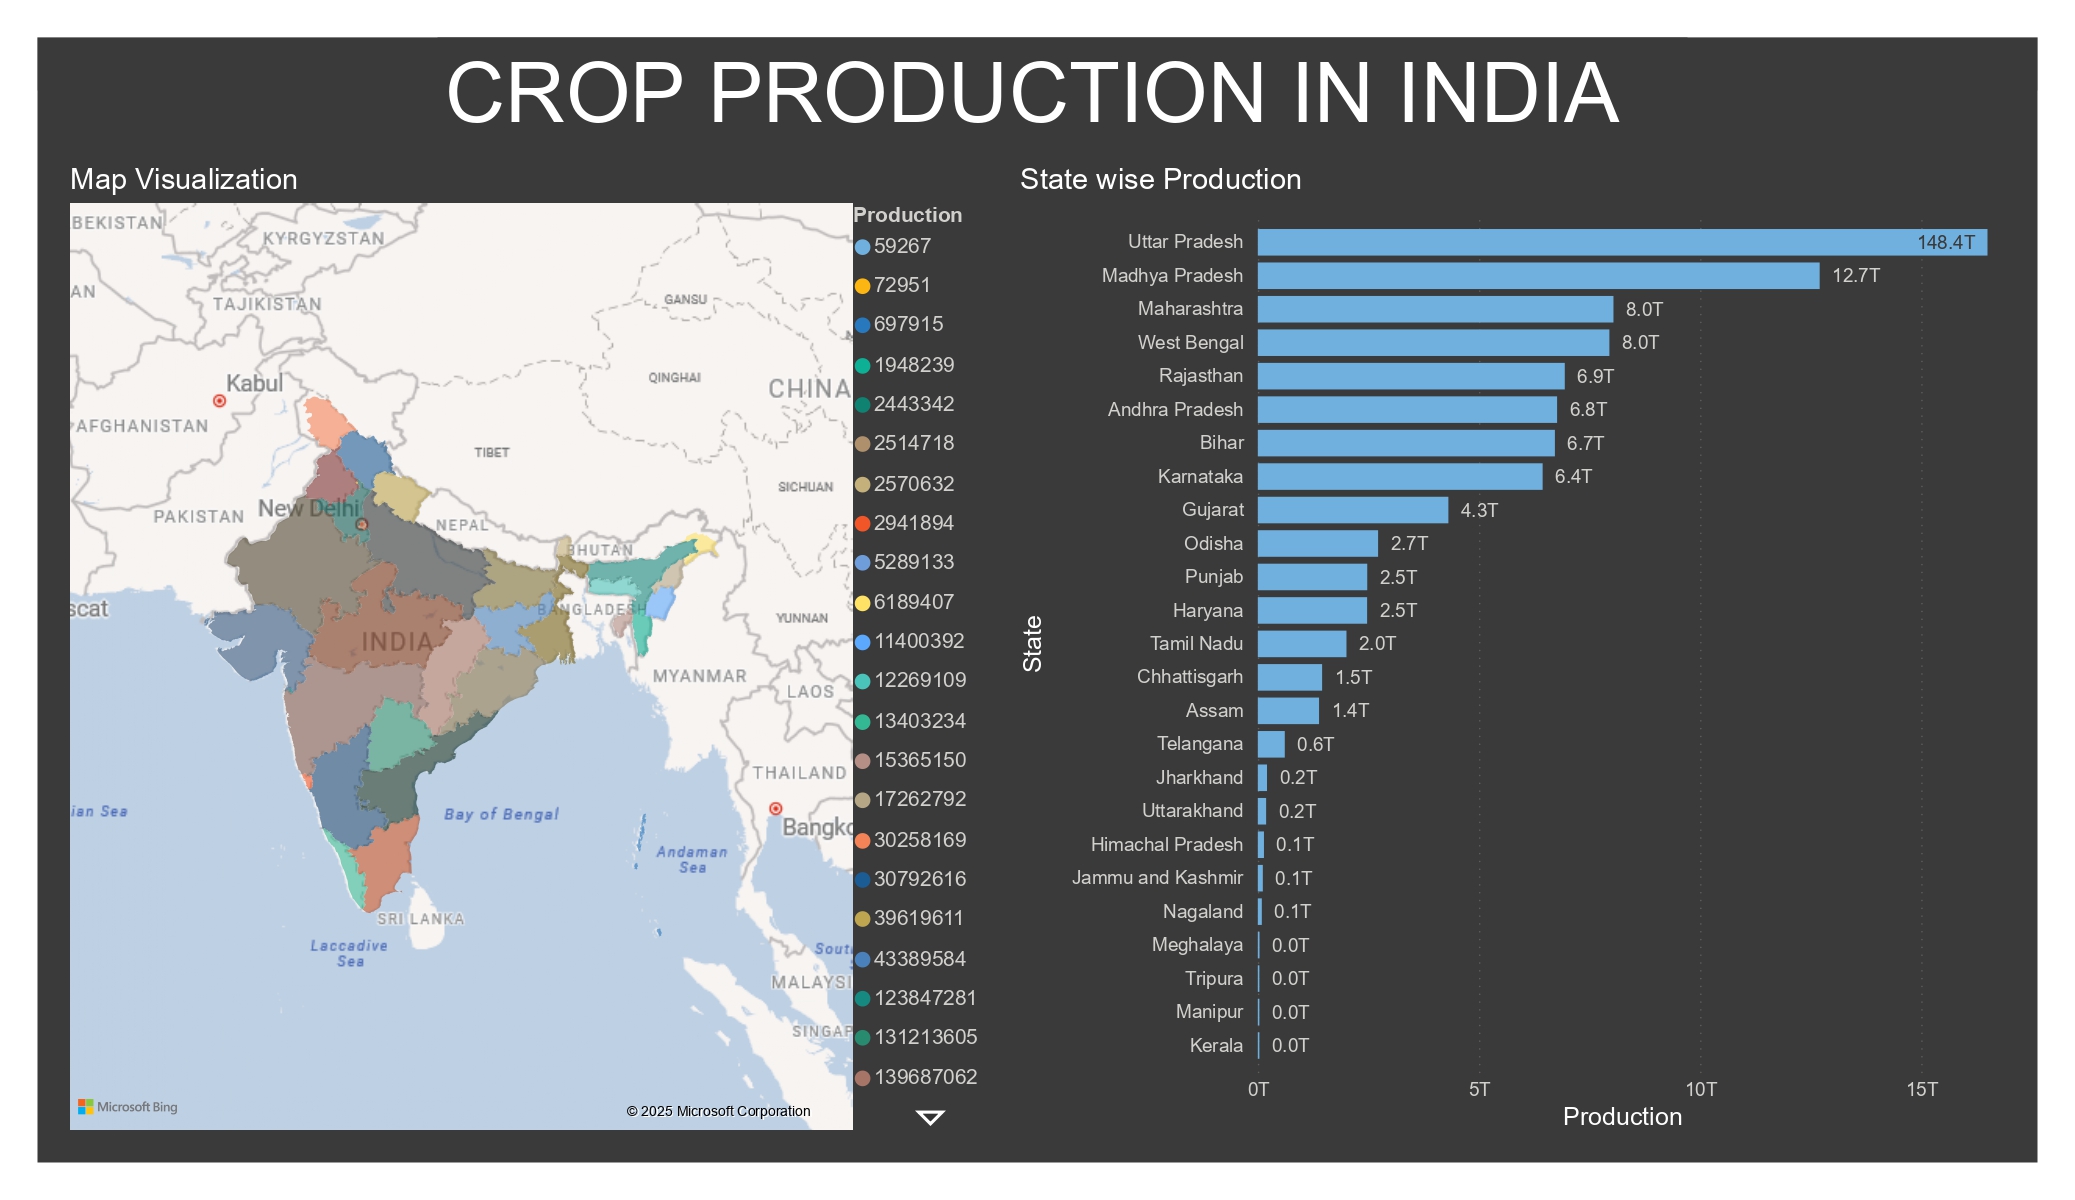 CROP PRODUCTION IN INDIA
Map Visualization
BEKISTAN
KYRGYZSTAN
AN
TAJIKISTAN
GANSU
Kabul
QINGHAI
CHINA
AFGHANISTAN
TIBET
SICHUAN
New Delhi
PAKISTAN
NEPAL
BHUTAN
scat
BANGLADESH
YUNNAN
INDIA
MYANMAR
LAOS
THAILAND
ian Sea
Bay of Bengal
Bangko
Andaman
Sea
SRI LANKA
Laccadive
Sea
Sout
MALAYSI
SINGAP
Microsoft Bing
© 2025 Microsoft Corporation
Production
59267
72951
697915
1948239
2443342
2514718
2570632
2941894
5289133
6189407
11400392
12269109
13403234
15365150
17262792
30258169
30792616
39619611
43389584
123847281
131213605
139687062
State wise Production
State
Uttar Pradesh 148.4T
Madhya Pradesh 12.7T
Maharashtra 8.0T
West Bengal 8.0T
Rajasthan 6.9T
Andhra Pradesh 6.8T
Bihar 6.7T
Karnataka 6.4T
Gujarat 4.3T
Odisha 2.7T
Punjab 2.5T
Haryana 2.5T
Tamil Nadu 2.0T
Chhattisgarh 1.5T
Assam 1.4T
Telangana 0.6T
Jharkhand 0.2T
Uttarakhand 0.2T
Himachal Pradesh 0.1T
Jammu and Kashmir 0.1T
Nagaland 0.1T
Meghalaya 0.0T
Tripura 0.0T
Manipur 0.0T
Kerala 0.0T
0T 5T 10T 15T
Production